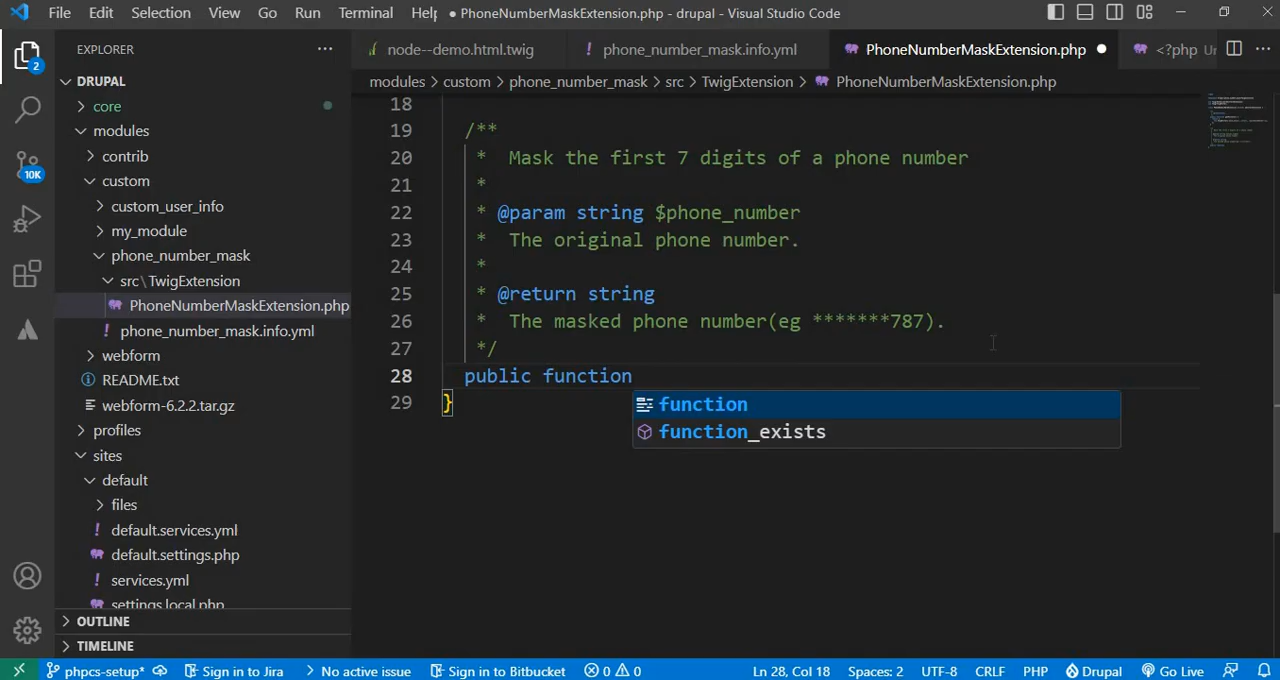 File Edit Selection View Go Run Terminal Help ● PhoneNumberMaskExtension.php - drupal - Visual Studio Code
EXPLORER
node--demo.html.twig
! phone_number_mask.info.yml
PhoneNumberMaskExtension.php ●
<?php
DRUPAL
modules > custom > phone_number_mask > src > TwigExtension > PhoneNumberMaskExtension.php
core
modules
contrib
custom
custom_user_info
my_module
phone_number_mask
src\TwigExtension
PhoneNumberMaskExtension.php
! phone_number_mask.info.yml
webform
README.txt
webform-6.2.2.tar.gz
profiles
sites
default
files
! default.services.yml
default.settings.php
! services.yml
settings.local.php
OUTLINE
TIMELINE
2
10K
18
19 /**
20 * Mask the first 7 digits of a phone number
21 *
22 * @param string $phone_number
23 * The original phone number.
24 *
25 * @return string
26 * The masked phone number(eg *******787).
27 */
28 public function
29 }
function
function_exists
phpcs-setup* Sign in to Jira No active issue Sign in to Bitbucket 0 0 Ln 28, Col 18 Spaces: 2 UTF-8 CRLF PHP Drupal Go Live